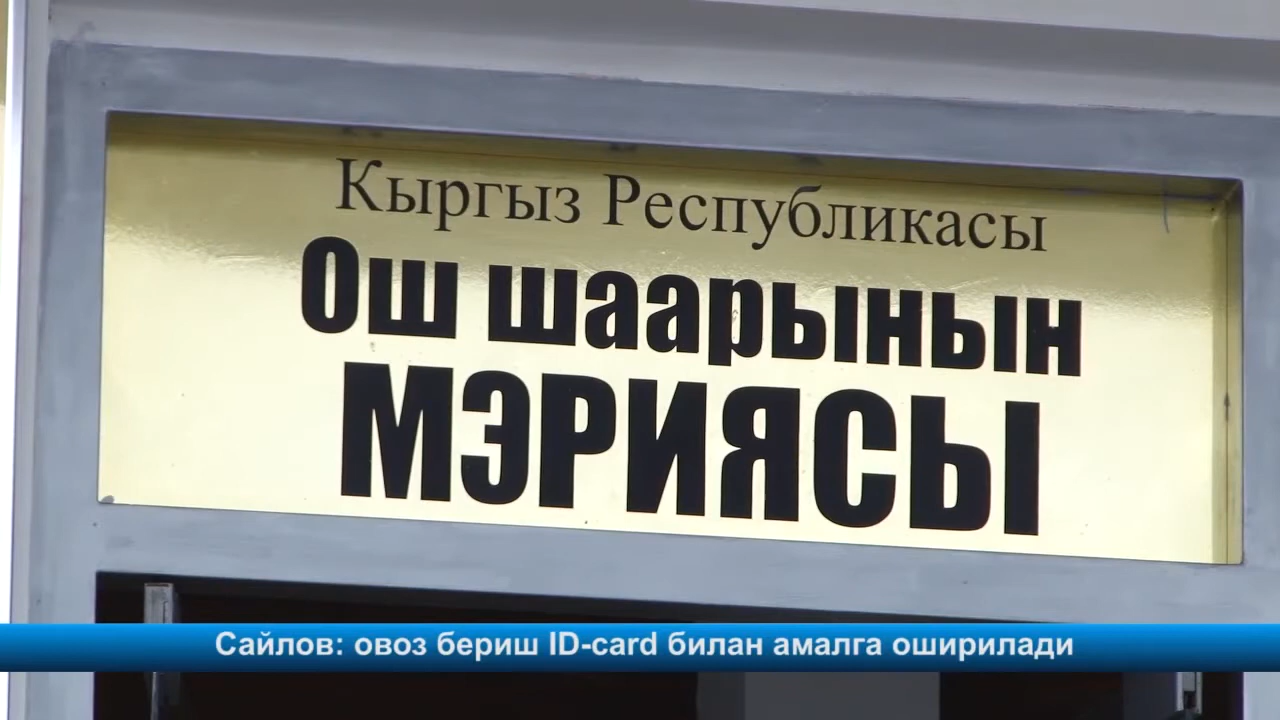 Кыргыз Республикасы
Ош шаарынын
МЭРИЯСЫ
Сайлов: овоз бериш ID-card билан амалга оширилади